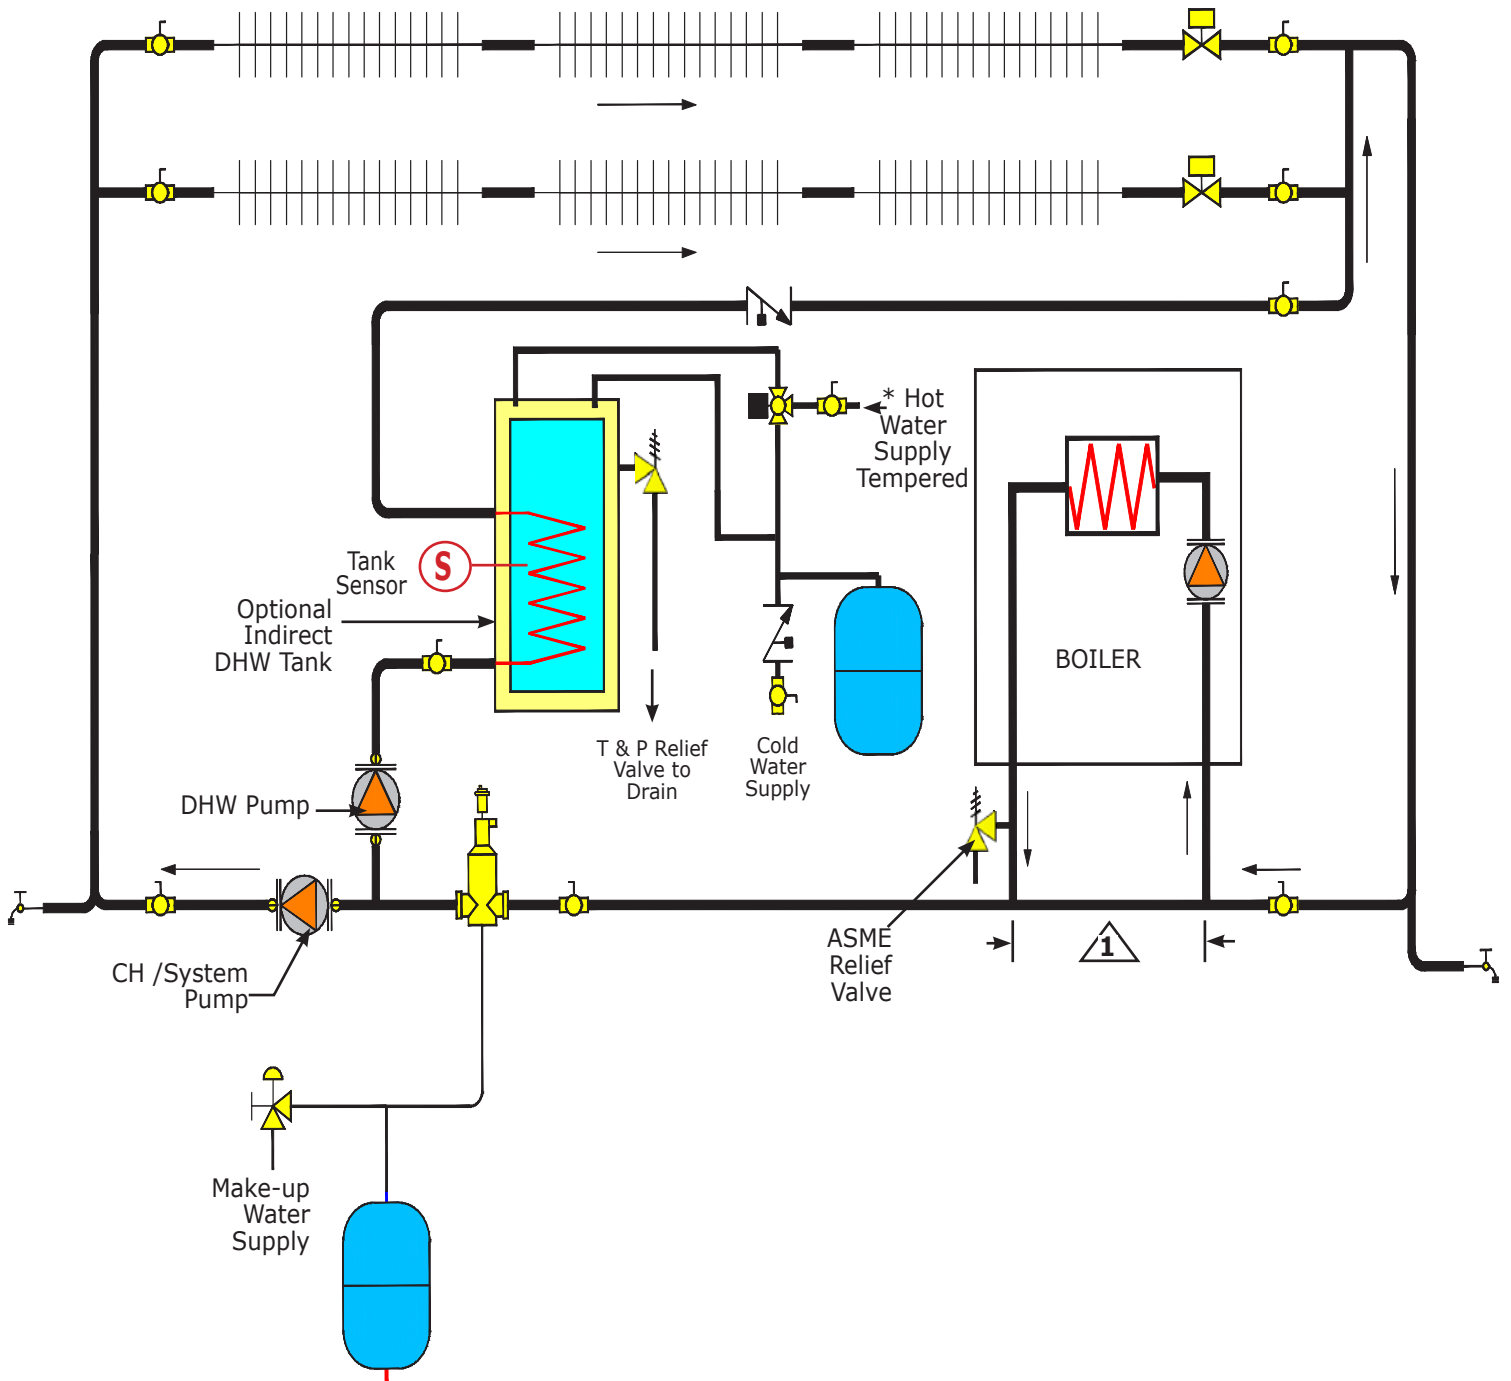 * Hot
Water
Supply
Tempered
Tank
Sensor
S
Optional
Indirect
DHW Tank
BOILER
T & P Relief
Valve to
Drain
Cold
Water
Supply
DHW Pump
CH /System
Pump
ASME
Relief
Valve
1
Make-up
Water
Supply